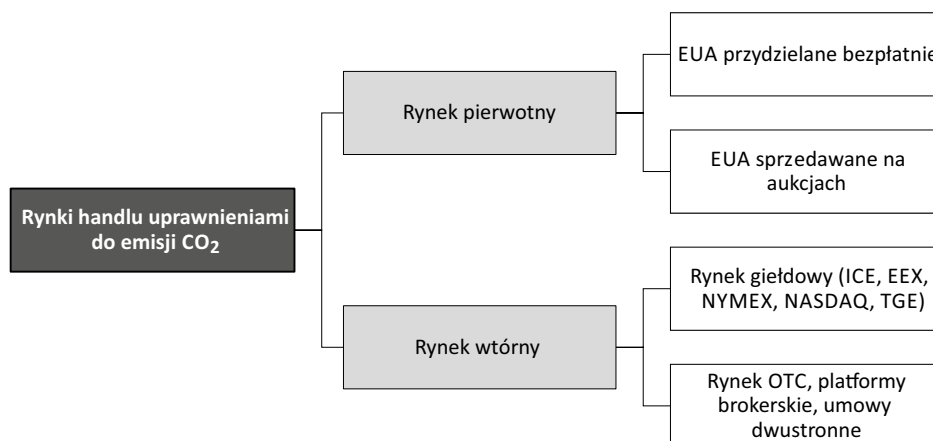 EUA przydzielane bezpłatnie
Rynek pierwotny
EUA sprzedawane na
aukcjach
Rynki handlu uprawnieniami
do emisji CO2
Rynek giełdowy (ICE, EEX,
NYMEX, NASDAQ, TGE)
Rynek wtórny
Rynek OTC, platformy
brokerskie, umowy
dwustronne